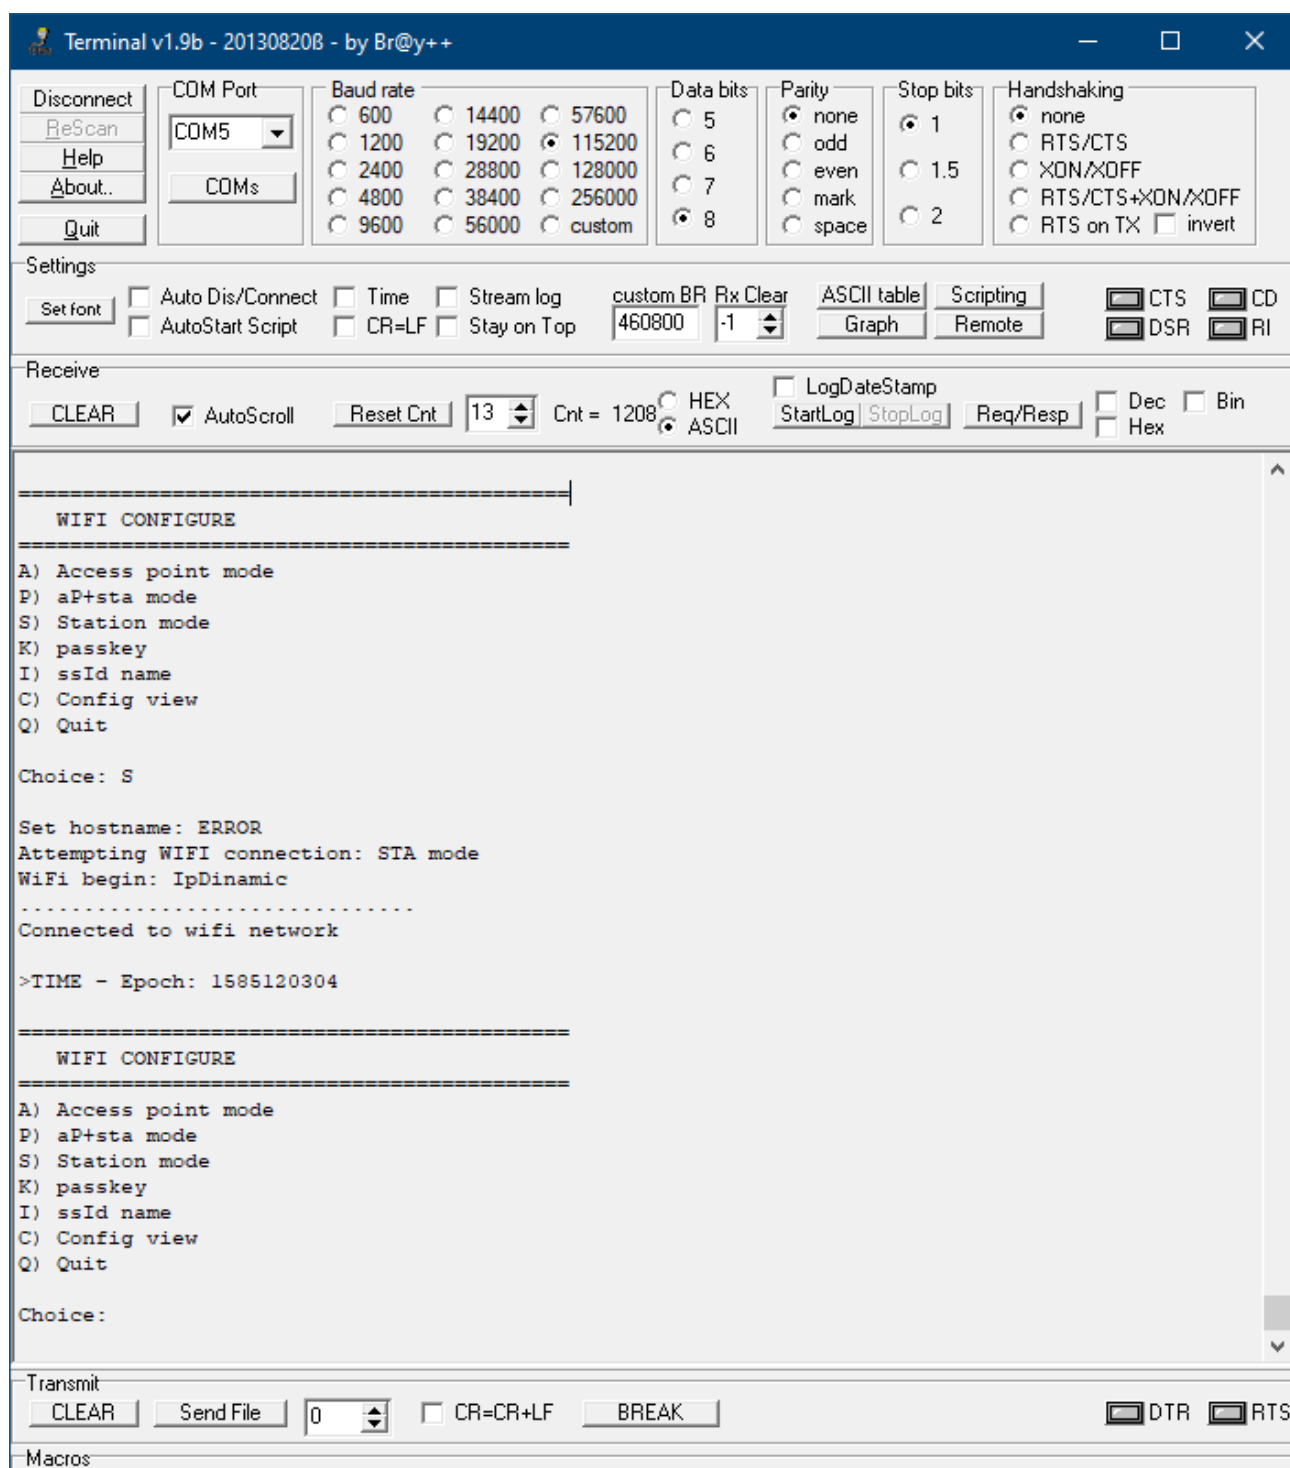 Terminal v1.9b - 20130820ß - by Br@y++
Disconnect
ReScan
Help
About..
Quit
COM Port
COM5
COMs
Baud rate
600 14400 57600
1200 19200 115200
2400 28800 128000
4800 38400 256000
9600 56000 custom
Data bits
5
6
7
8
Parity
none
odd
even
mark
space
Stop bits
1
1.5
2
Handshaking
none
RTS/CTS
XON/XOFF
RTS/CTS+XON/XOFF
RTS on TX invert
Settings
Set font
Auto Dis/Connect Time Stream log
AutoStart Script CR=LF Stay on Top
custom BR Rx Clear
460800 -1
ASCII table Scripting
Graph Remote
CTS CD
DSR RI
Receive
CLEAR AutoScroll Reset Cnt 13 Cnt = 1208
HEX
ASCII
LogDateStamp
StartLog StopLog Req/Resp
Dec Bin
Hex
===========================================
WIFI CONFIGURE
===========================================
A) Access point mode
P) aP+sta mode
S) Station mode
K) passkey
I) ssId name
C) Config view
Q) Quit
Choice: S
Set hostname: ERROR
Attempting WIFI connection: STA mode
WiFi begin: IpDinamic
...............................
Connected to wifi network
>TIME - Epoch: 1585120304
===========================================
WIFI CONFIGURE
===========================================
A) Access point mode
P) aP+sta mode
S) Station mode
K) passkey
I) ssId name
C) Config view
Q) Quit
Choice:
Transmit
CLEAR Send File 0 CR=CR+LF BREAK DTR RTS
Macros